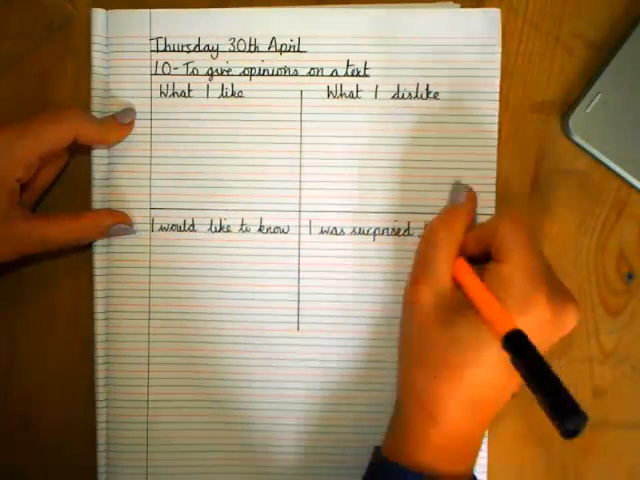 Thursday 30th April
LO-To give opinions on a text
What I like
What I dislike
I would like to know
I was surprised